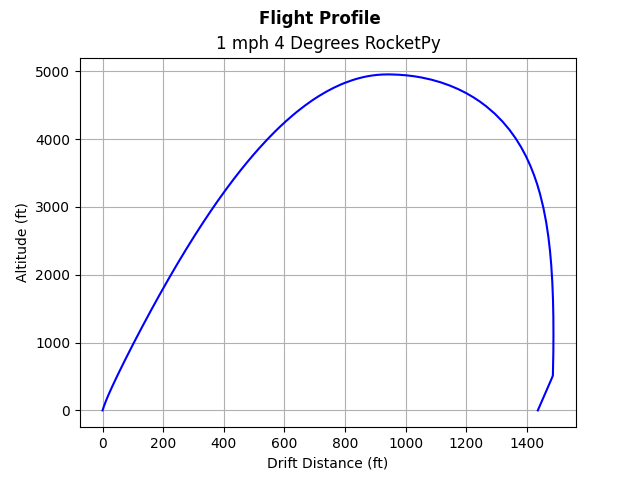 Flight Profile
1 mph 4 Degrees RocketPy
5000
4000
3000
2000
1000
0
Altitude (ft)
0 200 400 600 800 1000 1200 1400
Drift Distance (ft)